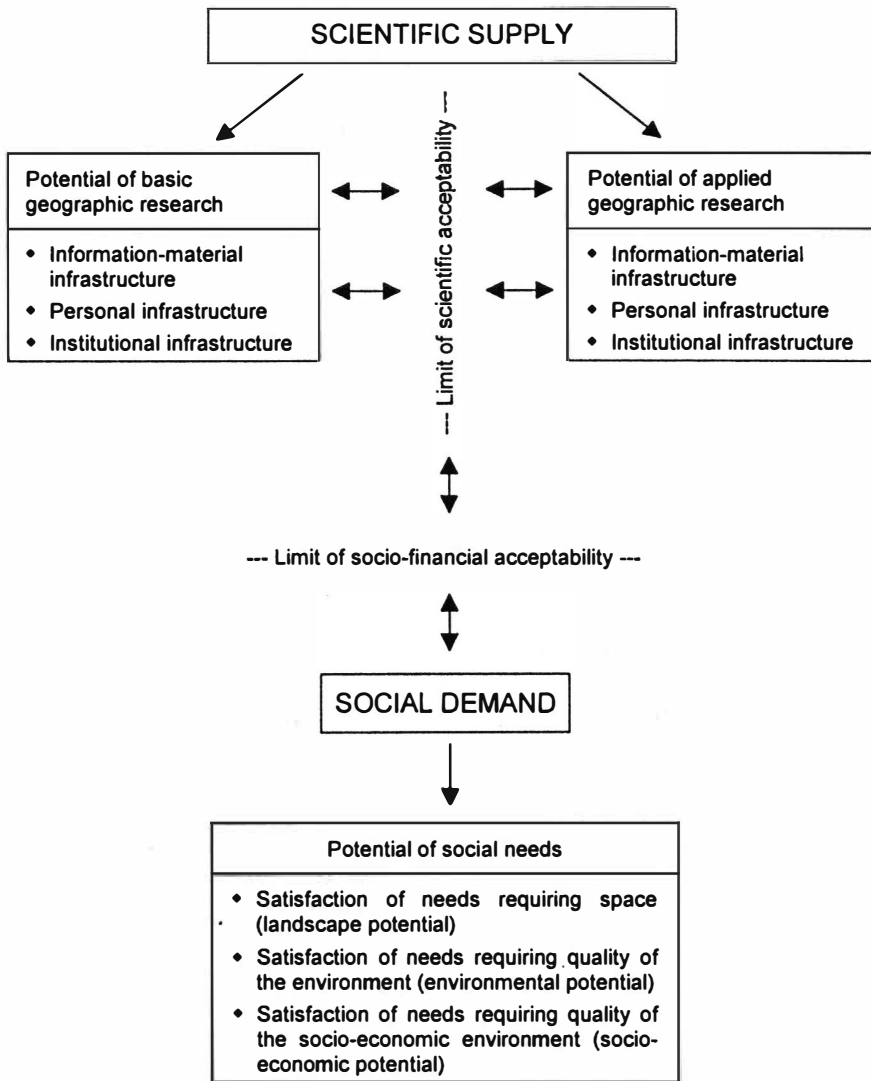 SCIENTIFIC SUPPLY
Potential of basic
geographic research
• Information-material
infrastructure
• Personal infrastructure
• Institutional infrastructure
--- Limit of scientific acceptability ---
Potential of applied
geographic research
• Information-material
infrastructure
• Personal infrastructure
• Institutional infrastructure
--- Limit of socio-financial acceptability ---
SOCIAL DEMAND
Potential of social needs
• Satisfaction of needs requiring space
(landscape potential)
• Satisfaction of needs requiring quality of
the environment (environmental potential)
• Satisfaction of needs requiring quality of
the socio-economic environment (socio-
economic potential)